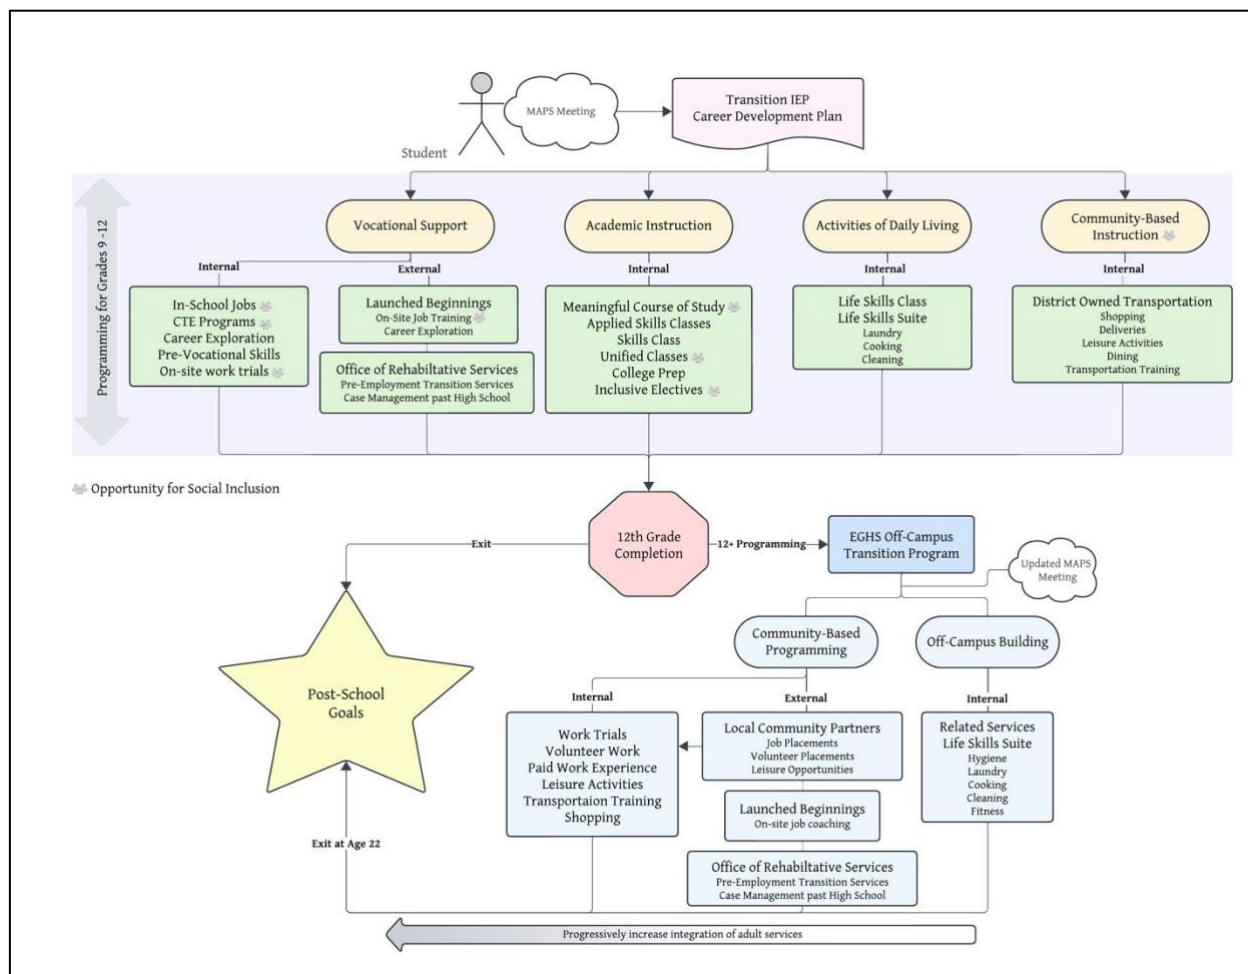 MAPS Meeting
Transition IEP
Career Development Plan
Student
Programming for Grades 9 -12
Vocational Support
Academic Instruction
Activities of Daily Living
Community-Based
Instruction
Internal
External
Internal
Internal
Internal
In-School Jobs
CTE Programs
Career Exploration
Pre-Vocational Skills
On-site work trials
Launched Beginnings
On-Site Job Training
Career Exploration
Office of Rehabiltative Services
Pre-Employment Transition Services
Case Management past High School
Meaningful Course of Study
Applied Skills Classes
Skills Class
Unified Classes
College Prep
Inclusive Electives
Life Skills Class
Life Skills Suite
Laundry
Cooking
Cleaning
District Owned Transportation
Shopping
Deliveries
Leisure Activities
Dining
Transportation Training
Opportunity for Social Inclusion
12th Grade
Completion
Exit
12+ Programming
EGHS Off-Campus
Transition Program
Updated MAPS
Meeting
Community-Based
Programming
Off-Campus Building
Post-School
Goals
Internal
External
Internal
Work Trials
Volunteer Work
Paid Work Experience
Leisure Activities
Transportaion Training
Shopping
Local Community Partners
Job Placements
Volunteer Placements
Leisure Opportunities
Launched Beginnings
On-site job coaching
Office of Rehabiltative Services
Pre-Employment Transition Services
Case Management past High School
Related Services
Life Skills Suite
Hygiene
Laundry
Cooking
Cleaning
Fitness
Exit at Age 22
Progressively increase integration of adult services